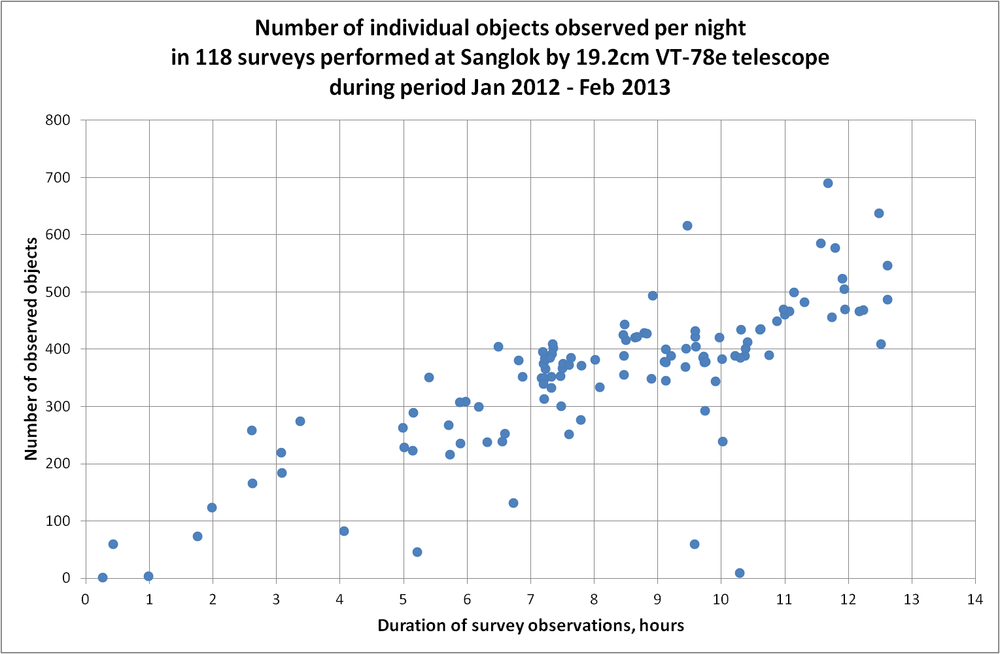 Number of individual objects observed per night
in 118 surveys performed at Sanglok by 19.2cm VT-78e telescope
during period Jan 2012 - Feb 2013
800
700
600
500
400
300
200
100
0
Number of observed objects
0 1 2 3 4 5 6 7 8 9 10 11 12 13 14
Duration of survey observations, hours